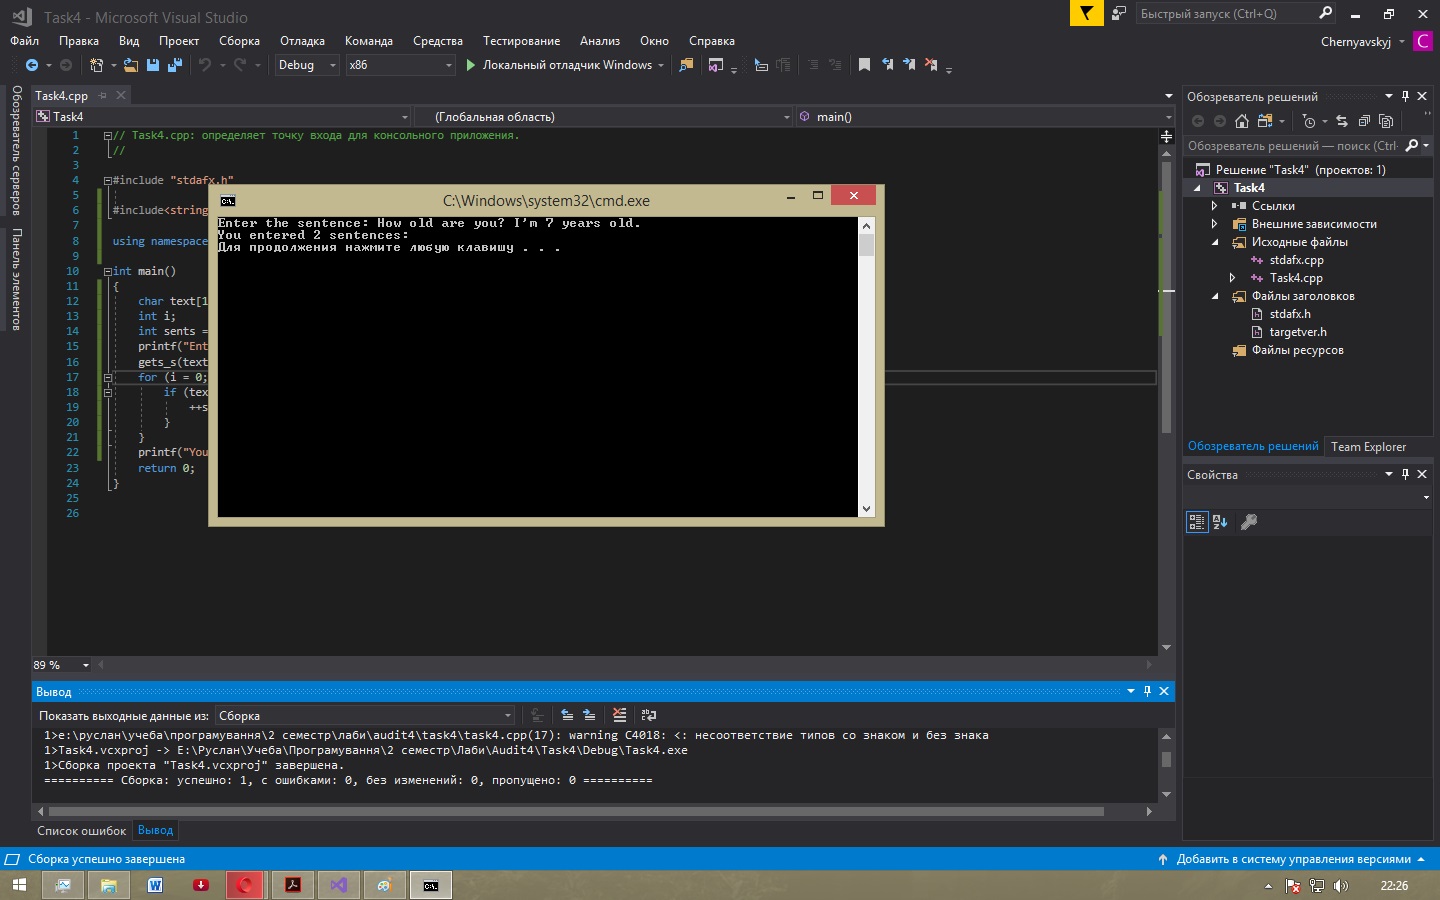 Task4 - Microsoft Visual Studio
Быстрый запуск (Ctrl+Q)
Файл Правка Вид Проект Сборка Отладка Команда Средства Тестирование Анализ Окно Справка
Chernyavskyj C
Debug x86 Локальный отладчик Windows
Обозреватель серверов
Панель элементов
Task4.cpp
Task4 (Глобальная область) main()
1 // Task4.cpp: определяет точку входа для консольного приложения.
2 //
3
4 #include "stdafx.h"
5
6 #include<string
7
8 using namespace
9
10 int main()
11 {
12 char text[1
13 int i;
14 int sents =
15 printf("Ent
16 gets_s(text
17 for (i = 0;
18 if (tex
19 ++s
20 }
21 }
22 printf("You
23 return 0;
24 }
25
26
C:\Windows\system32\cmd.exe
Enter the sentence: How old are you? I'm 7 years old.
You entered 2 sentences:
Для продолжения нажмите любую клавишу . . .
89 %
Вывод
Показать выходные данные из: Сборка
1>e:\руслан\учеба\програмування\2 семестр\лаби\audit4\task4\task4.cpp(17): warning C4018: <: несоответствие типов со знаком и без знака
1>Task4.vcxproj -> E:\Руслан\Учеба\Програмування\2 семестр\Лаби\Audit4\Task4\Debug\Task4.exe
1>Сборка проекта "Task4.vcxproj" завершена.
========== Сборка: успешно: 1, с ошибками: 0, без изменений: 0, пропущено: 0 ==========
Список ошибок Вывод
Обозреватель решений
Обозреватель решений — поиск (Ctrl-
Решение "Task4" (проектов: 1)
Task4
Ссылки
Внешние зависимости
Исходные файлы
stdafx.cpp
Task4.cpp
Файлы заголовков
stdafx.h
targetver.h
Файлы ресурсов
Обозреватель решений Team Explorer
Свойства
Сборка успешно завершена
Добавить в систему управления версиями
22:26